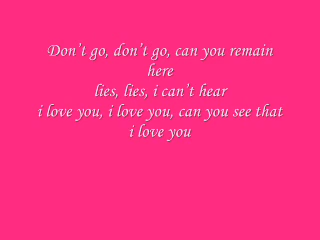 Don't go, don't go, can you remain
here
lies, lies, i can't hear
i love you, i love you, can you see that
i love you